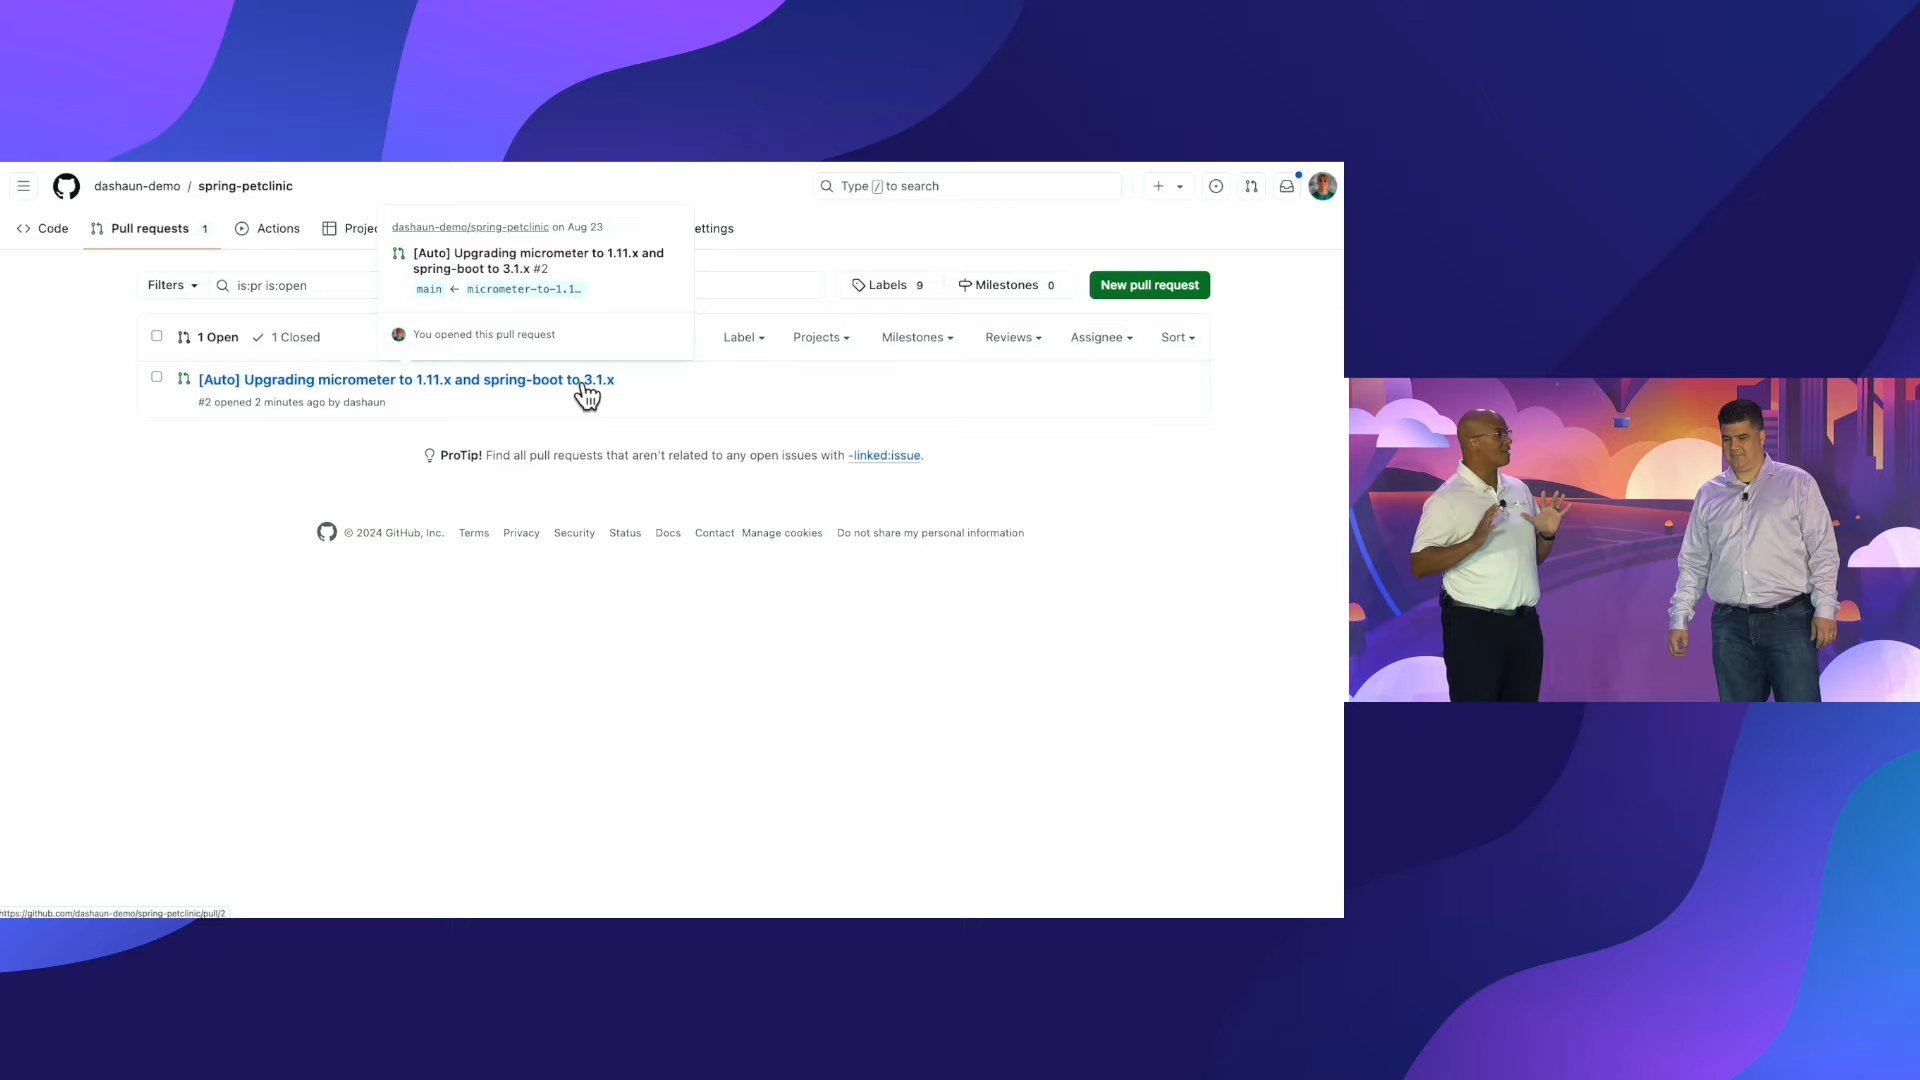 dashaun-demo / spring-petclinic
Type / to search
Code
Pull requests 1
Actions
Projec
ettings
dashaun-demo/spring-petclinic on Aug 23
[Auto] Upgrading micrometer to 1.11.x and
spring-boot to 3.1.x #2
main ← micrometer-to-1.1…
You opened this pull request
Filters
is:pr is:open
Labels 9
Milestones 0
New pull request
1 Open
1 Closed
Label
Projects
Milestones
Reviews
Assignee
Sort
[Auto] Upgrading micrometer to 1.11.x and spring-boot to 3.1.x
#2 opened 2 minutes ago by dashaun
ProTip! Find all pull requests that aren't related to any open issues with -linked:issue.
© 2024 GitHub, Inc. Terms Privacy Security Status Docs Contact Manage cookies Do not share my personal information
https://github.com/dashaun-demo/spring-petclinic/pull/2